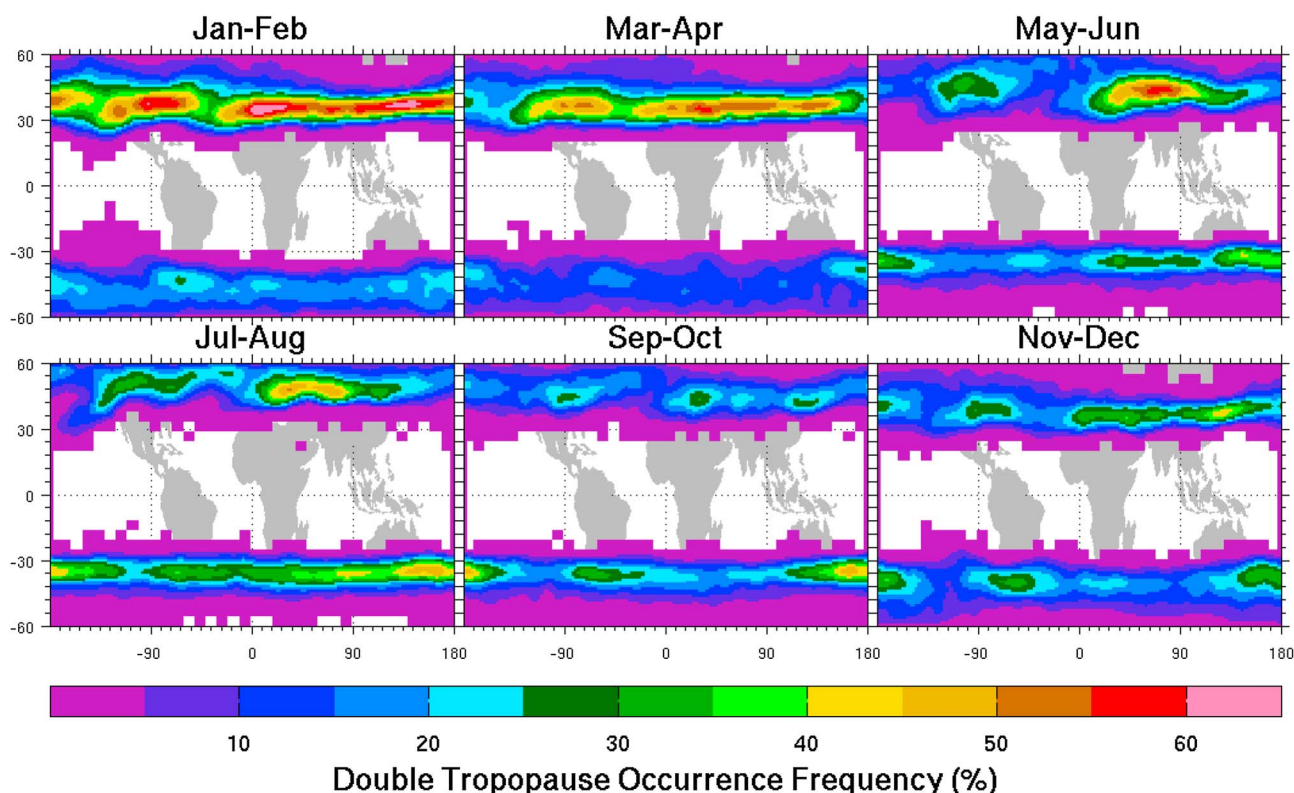 Jan-Feb Mar-Apr May-Jun
60
30
0
-30
-60
Jul-Aug Sep-Oct Nov-Dec
60
30
0
-30
-60
-90 0 90 180 -90 0 90 180 -90 0 90 180
10 20 30 40 50 60
Double Tropopause Occurrence Frequency (%)